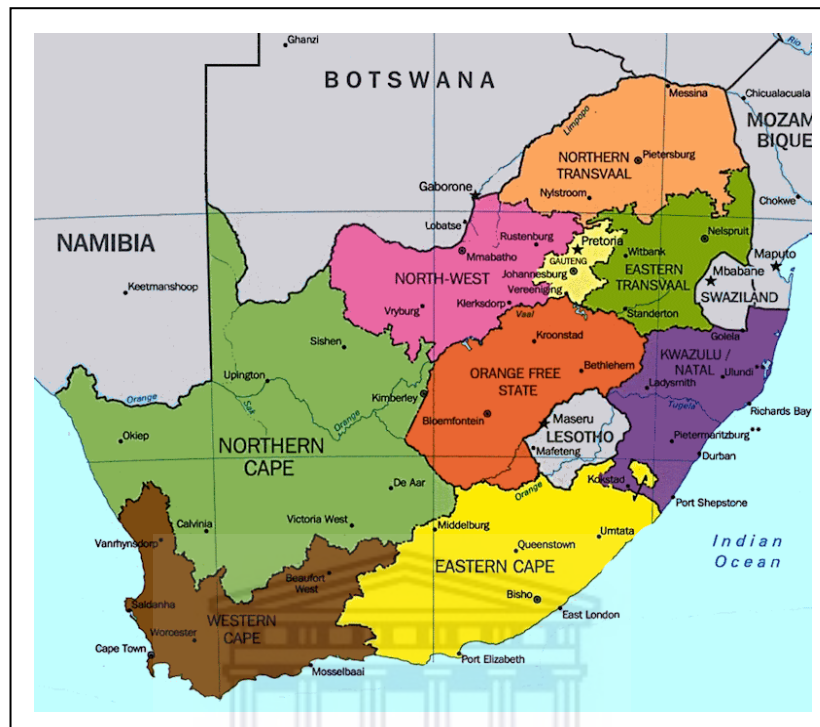 Ghanzi
BOTSWANA
Rio
Chicualacuala
MOZAM
BIQUE
Messina
Limpopo
NORTHERN
TRANSVAAL
Pietersburg
Nylstroom
Gaborone
Lobatse
Chokwe
NAMIBIA
Keetmanshoop
Rustenburg
Mmabatho
NORTH-WEST
Vryburg
Klerksdorp
Pretoria
GAUTENG
Johannesburg
Vereeniging
Vaal
Witbank
Nelspruit
EASTERN
TRANSVAAL
Standerton
Maputo
Mbabane
SWAZILAND
Golela
Sishen
Upington
Kroonstad
Bethlehem
ORANGE FREE
STATE
Bloemfontein
Kimberley
KWAZULU /
NATAL
Ulundi
Ladysmith
Tugela
Richards Bay
Pietermaritzburg
Durban
Maseru
LESOTHO
Mafeteng
Orange
Okiep
Sak
Orange
NORTHERN
CAPE
De Aar
Calvinia
Victoria West
Orange
Kokstad
Port Shepstone
Middelburg
Umtata
Queenstown
EASTERN CAPE
Bisho
East London
Port Elizabeth
Indian
Ocean
Vanrhynsdorp
Beaufort
West
Saldanha
WESTERN
CAPE
Worcester
Cape Town
Mosselbaai